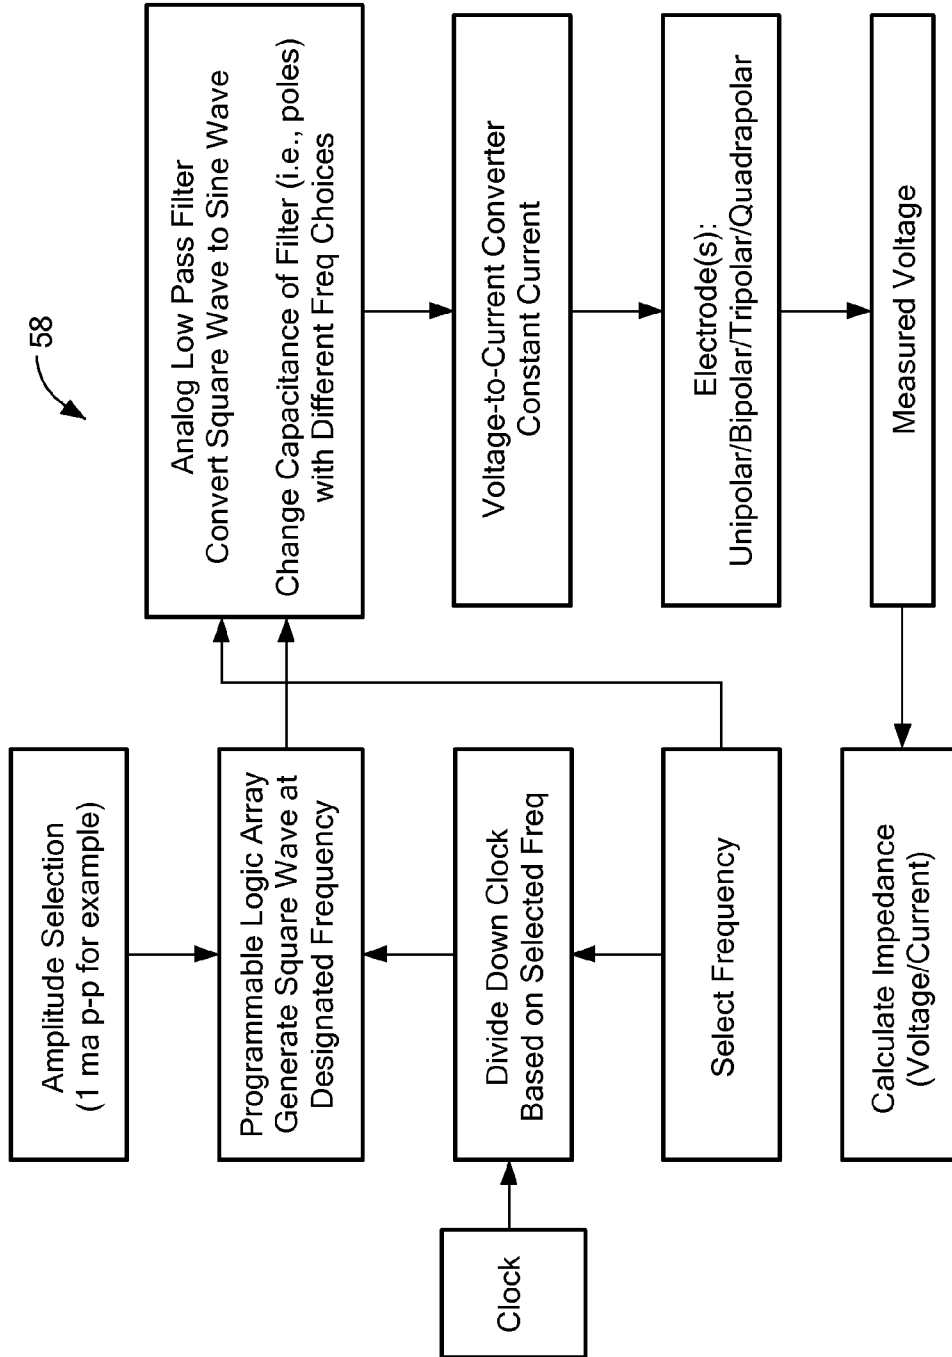 58
Amplitude Selection
(1 ma p-p for example)
Programmable Logic Array
Generate Square Wave at
Designated Frequency
Clock
Divide Down Clock
Based on Selected Freq
Select Frequency
Analog Low Pass Filter
Convert Square Wave to Sine Wave
Change Capacitance of Filter (i.e., poles)
with Different Freq Choices
Voltage-to-Current Converter
Constant Current
Electrode(s):
Unipolar/Bipolar/Tripolar/Quadrapolar
Measured Voltage
Calculate Impedance
(Voltage/Current)